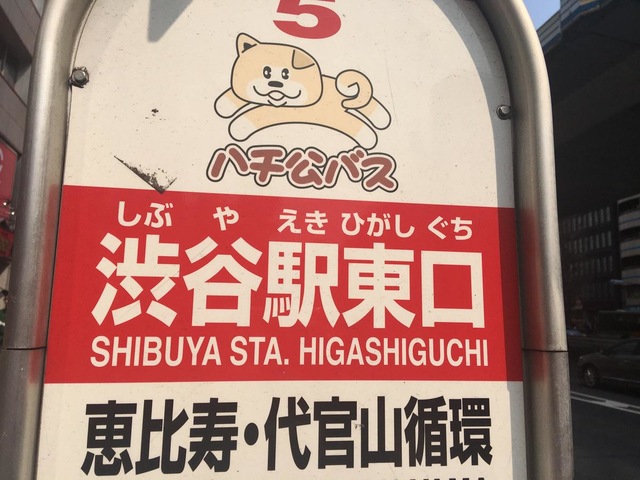 5
ハチ公バス
しぶ や えき ひがし ぐち
渋谷駅東口
SHIBUYA STA. HIGASHIGUCHI
恵比寿・代官山循環